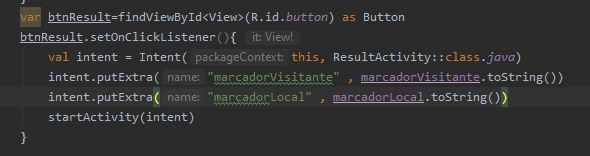 var btnResult=findViewById<View>(R.id.button) as Button
btnResult.setOnClickListener(){ it: View!
val intent = Intent( packageContext: this, ResultActivity::class.java)
intent.putExtra( name: "marcadorVisitante" , marcadorVisitante.toString())
intent.putExtra( name: "marcadorLocal" , marcadorLocal.toString())
startActivity(intent)
}